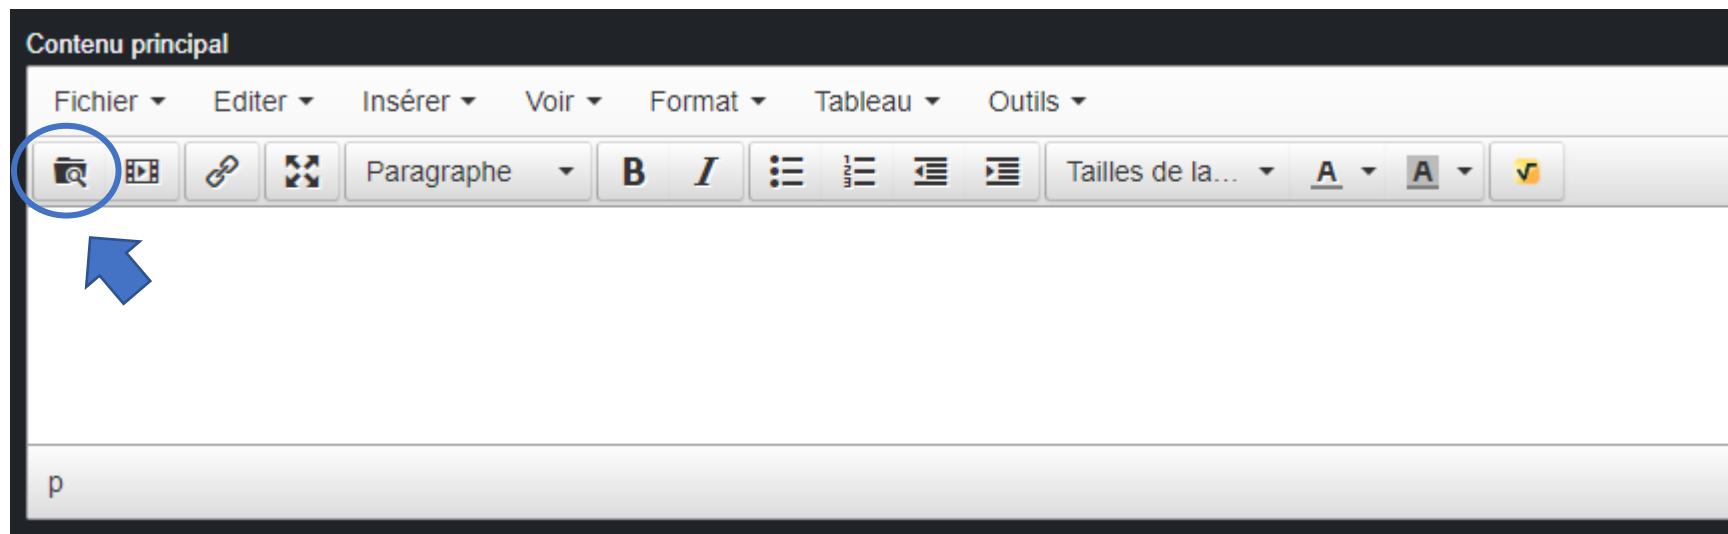 Contenu principal
Fichier Editer Insérer Voir Format Tableau Outils
Paragraphe B I Tailles de la... A A
p